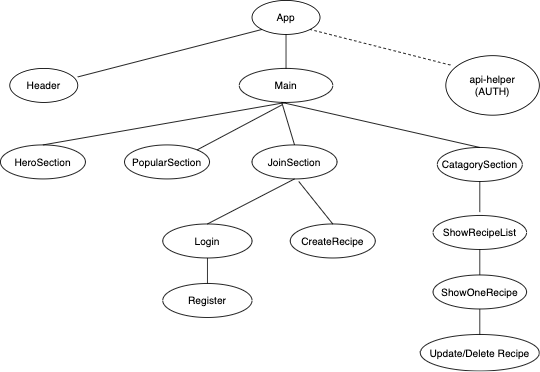 App
Header
Main
api-helper
(AUTH)
HeroSection
PopularSection
JoinSection
CatagorySection
Login
CreateRecipe
ShowRecipeList
Register
ShowOneRecipe
Update/Delete Recipe